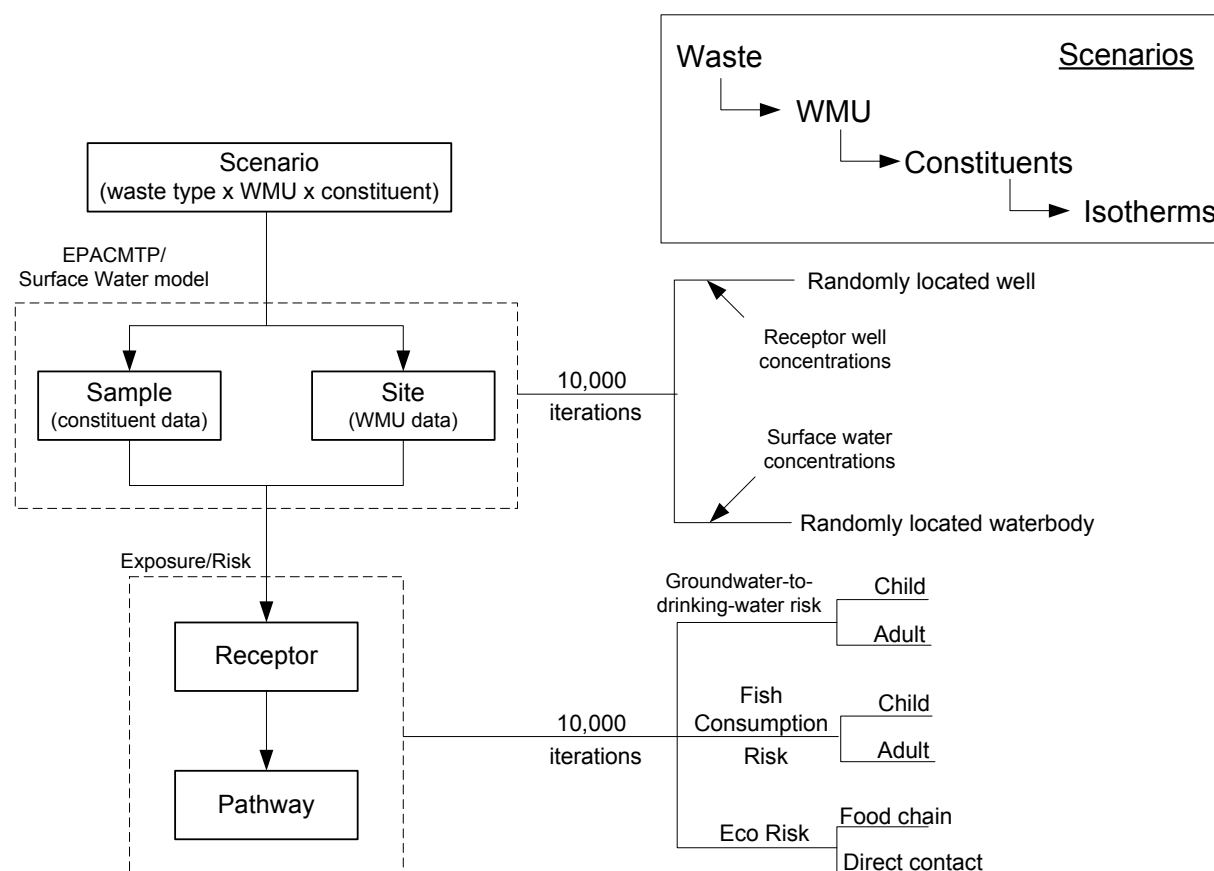 Scenarios
Waste
WMU
Constituents
Isotherms
Scenario
(waste type x WMU x constituent)
EPACMTP/
Surface Water model
Sample
(constituent data)
Site
(WMU data)
10,000
iterations
Randomly located well
Receptor well
concentrations
Surface water
concentrations
Randomly located waterbody
Exposure/Risk
Receptor
Pathway
10,000
iterations
Groundwater-to-
drinking-water risk
Child
Adult
Fish
Consumption
Risk
Child
Adult
Eco Risk
Food chain
Direct contact